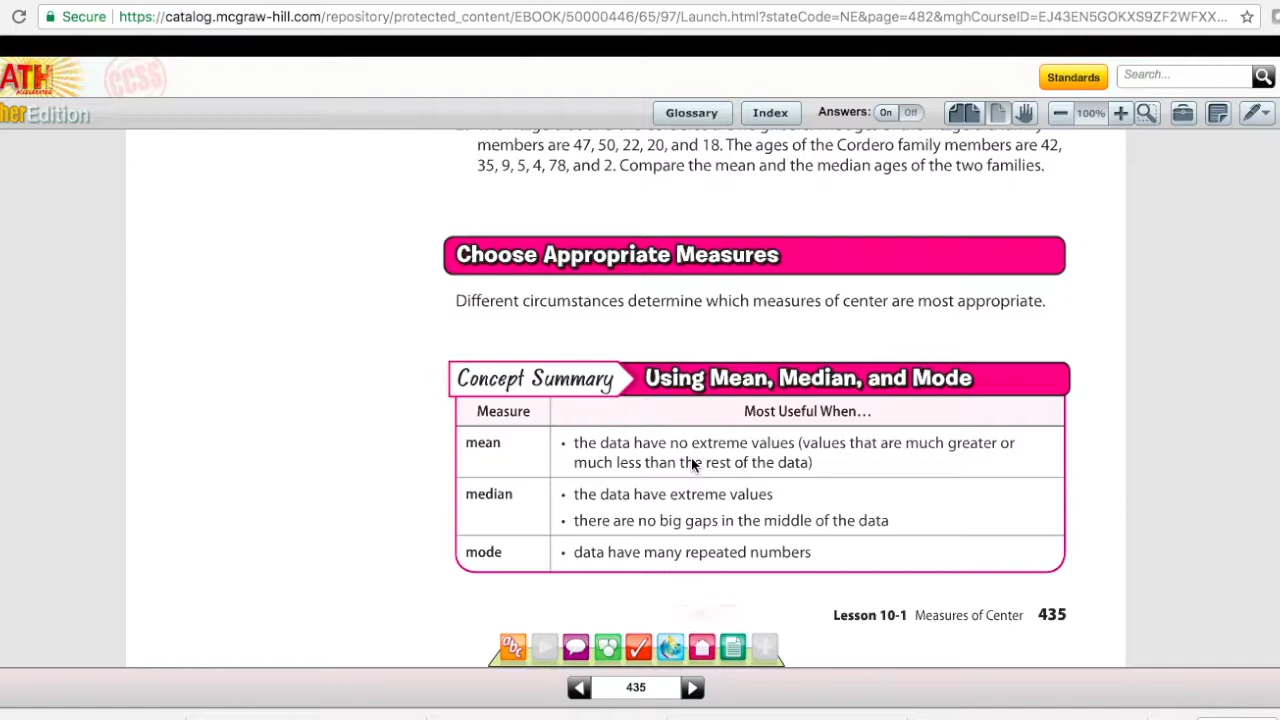 Secure https://catalog.mcgraw-hill.com/repository/protected_content/EBOOK/50000446/65/97/Launch.html?stateCode=NE&page=482&mghCourseID=EJ43EN5GOKXS9ZF2WFXX...
ATH
ACCELERATED
CCSS
Standards
Search...
herEdition
Glossary
Index
Answers: On Off
100%
members are 47, 50, 22, 20, and 18. The ages of the Cordero family members are 42,
35, 9, 5, 4, 78, and 2. Compare the mean and the median ages of the two families.
Choose Appropriate Measures
Different circumstances determine which measures of center are most appropriate.
Concept Summary Using Mean, Median, and Mode
Measure Most Useful When...
mean • the data have no extreme values (values that are much greater or
much less than the rest of the data)
median • the data have extreme values
• there are no big gaps in the middle of the data
mode • data have many repeated numbers
Lesson 10-1 Measures of Center 435
abc
435